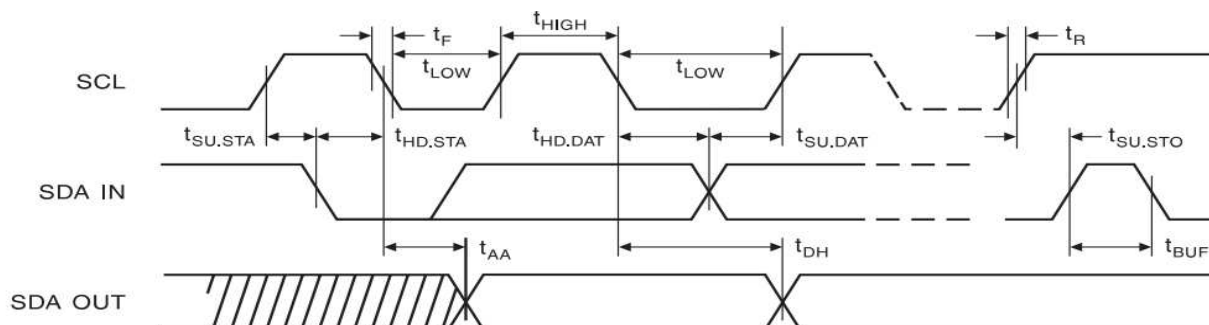 tF
tHIGH
tR
SCL
tLOW
tLOW
tSU.STA
tHD.STA
tHD.DAT
tSU.DAT
tSU.STO
SDA IN
tAA
tDH
tBUF
SDA OUT